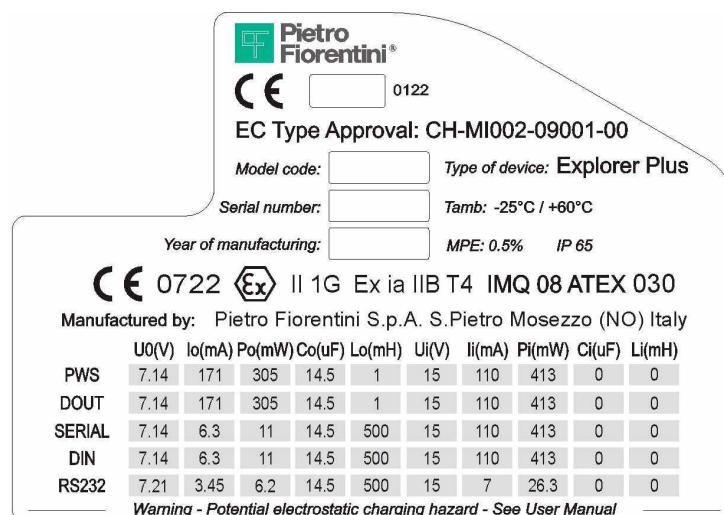 Pietro
Fiorentini®
CE 0122
EC Type Approval: CH-MI002-09001-00
Model code: Type of device: Explorer Plus
Serial number: Tamb: -25°C / +60°C
Year of manufacturing: MPE: 0.5% IP 65
CE 0722 Ex II 1G Ex ia IIB T4 IMQ 08 ATEX 030
Manufactured by: Pietro Fiorentini S.p.A. S.Pietro Mosezzo (NO) Italy
U0(V) Io(mA) Po(mW) Co(uF) Lo(mH) Ui(V) Ii(mA) Pi(mW) Ci(uF) Li(mH)
PWS 7.14 171 305 14.5 1 15 110 413 0 0
DOUT 7.14 171 305 14.5 1 15 110 413 0 0
SERIAL 7.14 6.3 11 14.5 500 15 110 413 0 0
DIN 7.14 6.3 11 14.5 500 15 110 413 0 0
RS232 7.21 3.45 6.2 14.5 500 15 7 26.3 0 0
Warning - Potential electrostatic charging hazard - See User Manual